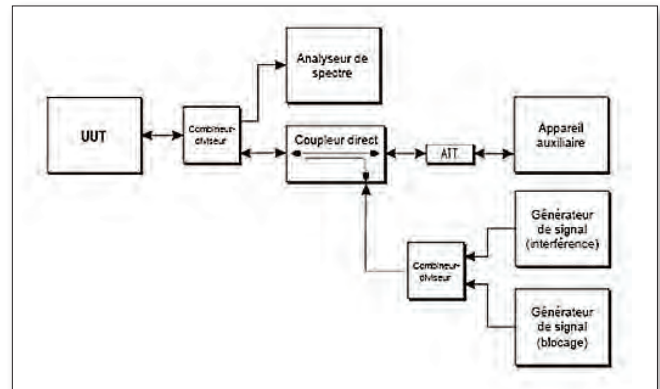 Analyseur de
spectre
UUT
Combineur-
diviseur
Coupleur direct
ATT.
Appareil
auxiliaire
Générateur
de signal
(interférence)
Combineur-
diviseur
Générateur
de signal
(blocage)